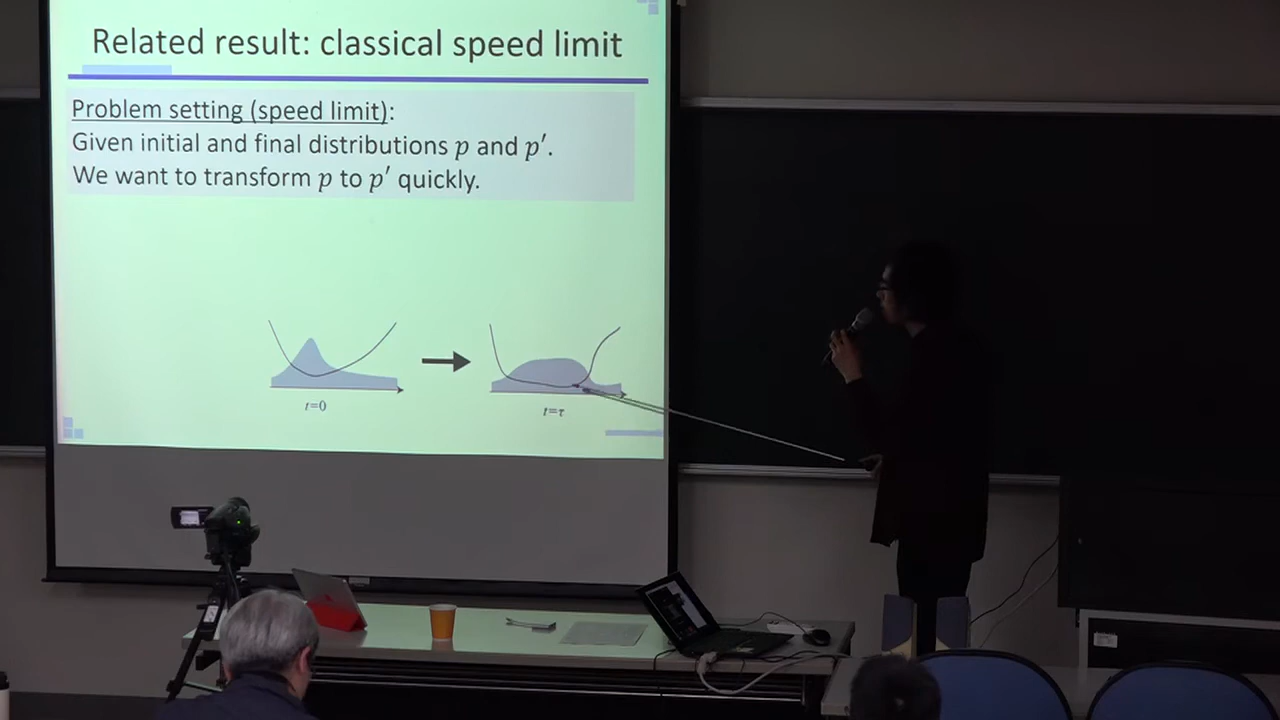 Related result: classical speed limit
Problem setting (speed limit):
Given initial and final distributions p and p′.
We want to transform p to p′ quickly.
t=0
t=τ